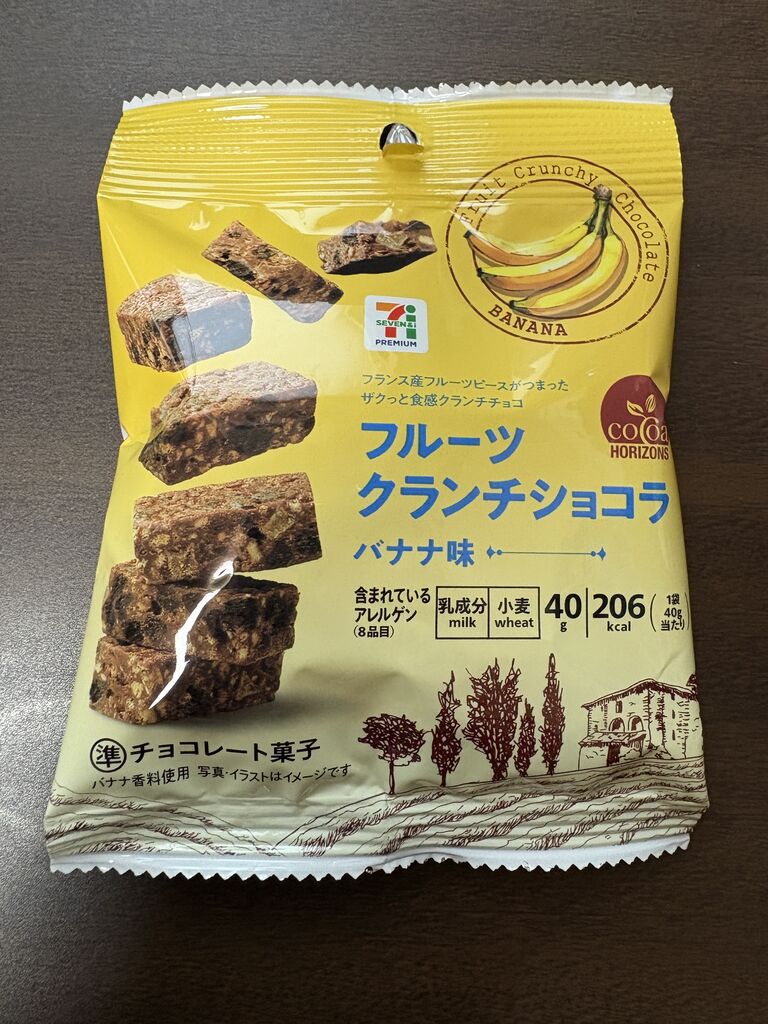 Fruit Crunchy Chocolate
BANANA
SEVEN&i
PREMIUM
フランス産フルーツピースがつまった
ザクっと食感クランチチョコ
cocoa
HORIZONS
フルーツ
クランチショコラ
バナナ味
含まれている
アレルゲン
(8品目)
乳成分
milk
小麦
wheat
40
g
206
kcal
(1袋
40g
当たり)
準チョコレート菓子
バナナ香料使用 写真・イラストはイメージです